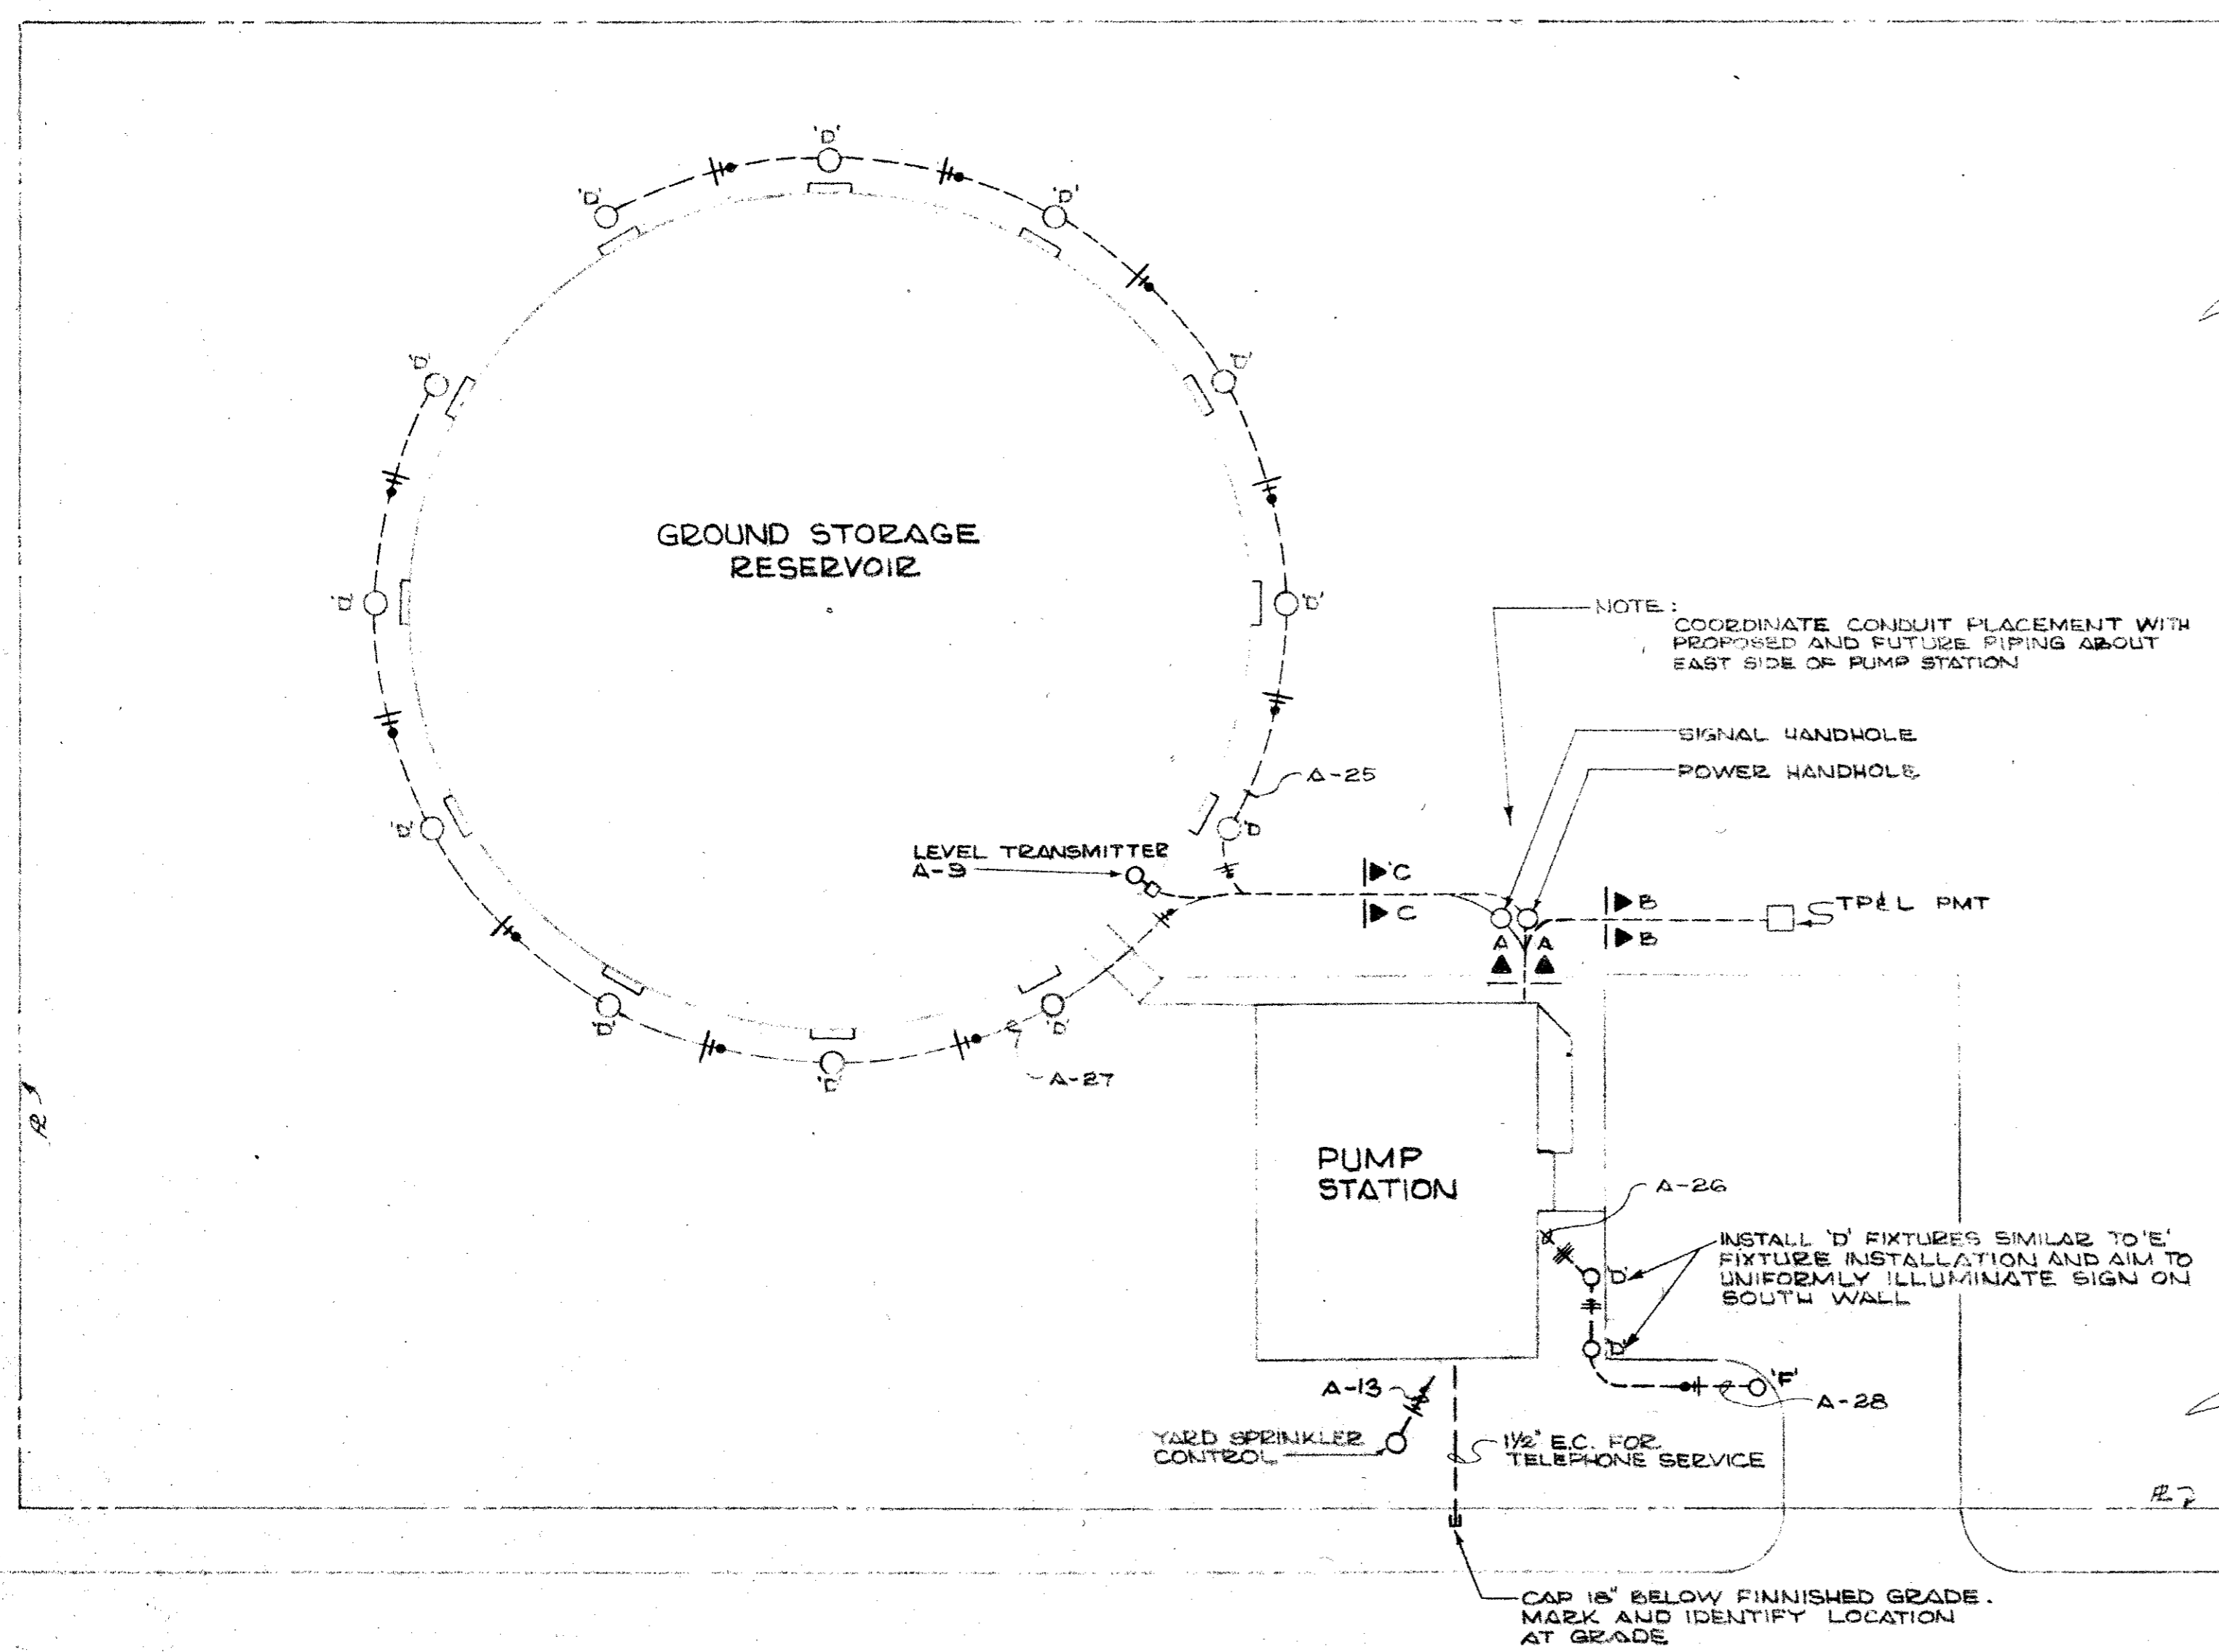 'D'
'D'
'D'
'D'
'D'
GROUND STORAGE
RESERVOIR
'D'
'D'
NOTE:
COORDINATE CONDUIT PLACEMENT WITH
PROPOSED AND FUTURE PIPING ABOUT
EAST SIDE OF PUMP STATION
SIGNAL HANDHOLE
POWER HANDHOLE
A-25
'D'
'D
LEVEL TRANSMITTER
A-9
C
C
B
B
TP&L PMT
A A
'D'
'D'
'D'
A-27
PL
PUMP
STATION
A-26
INSTALL 'D' FIXTURES SIMILAR TO 'E'
FIXTURE INSTALLATION AND AIM TO
UNIFORMLY ILLUMINATE SIGN ON
SOUTH WALL
'D'
'D'
'F'
A-13
A-28
YARD SPRINKLER
CONTROL
1½" E.C. FOR
TELEPHONE SERVICE
PL
CAP 18" BELOW FINNISHED GRADE.
MARK AND IDENTIFY LOCATION
AT GRADE